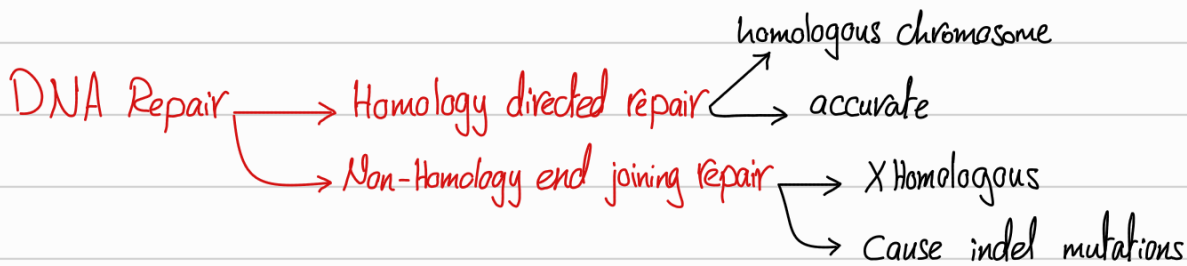 homologous chromosome
DNA Repair Homology directed repair accurate
Non-Homology end joining repair X Homologous
Cause indel mutations